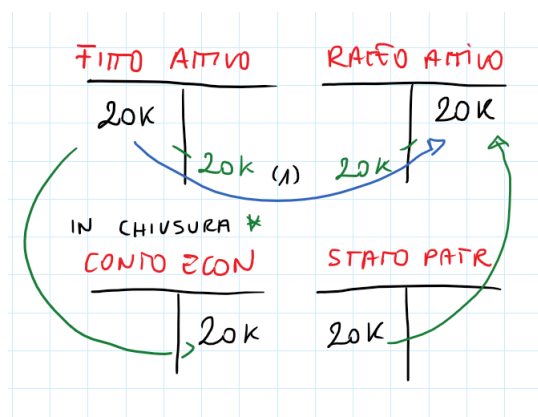 FITTO ATTIVO
RATEO ATTIVO
20K
20K
20K (1)
20K
IN CHIUSURA *
CONTO ECON
STATO PATR
20K
20K